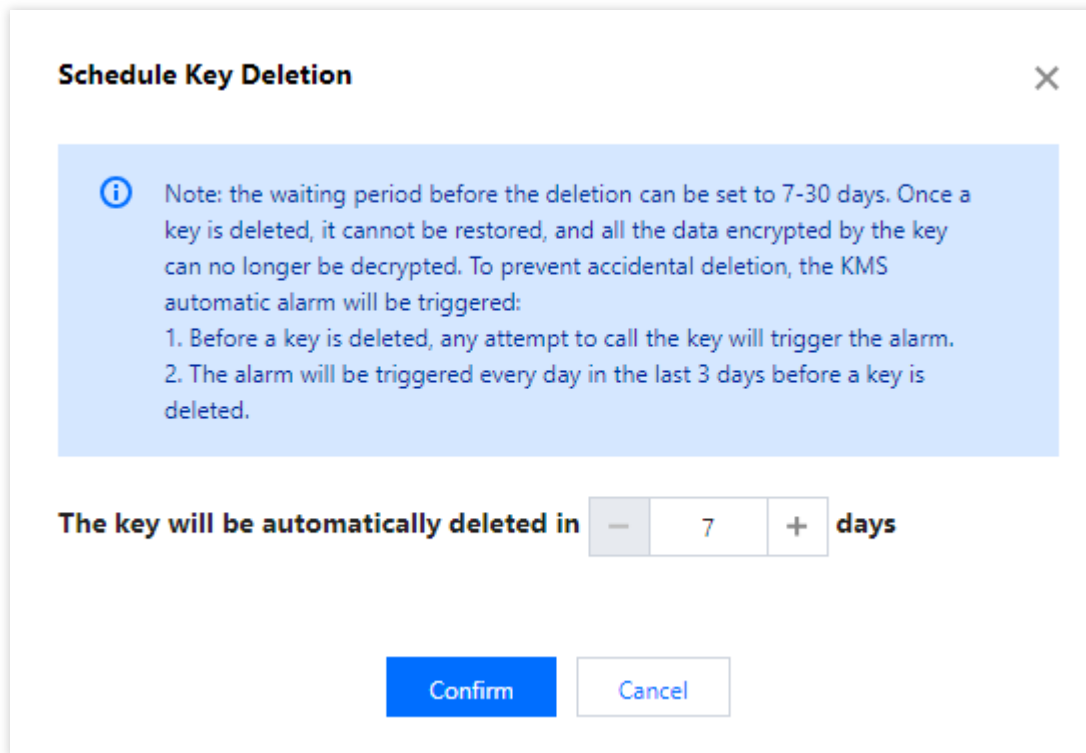 Schedule Key Deletion
Note: the waiting period before the deletion can be set to 7-30 days. Once a
key is deleted, it cannot be restored, and all the data encrypted by the key
can no longer be decrypted. To prevent accidental deletion, the KMS
automatic alarm will be triggered:
1. Before a key is deleted, any attempt to call the key will trigger the alarm.
2. The alarm will be triggered every day in the last 3 days before a key is
deleted.
The key will be automatically deleted in − 7 + days
Confirm Cancel